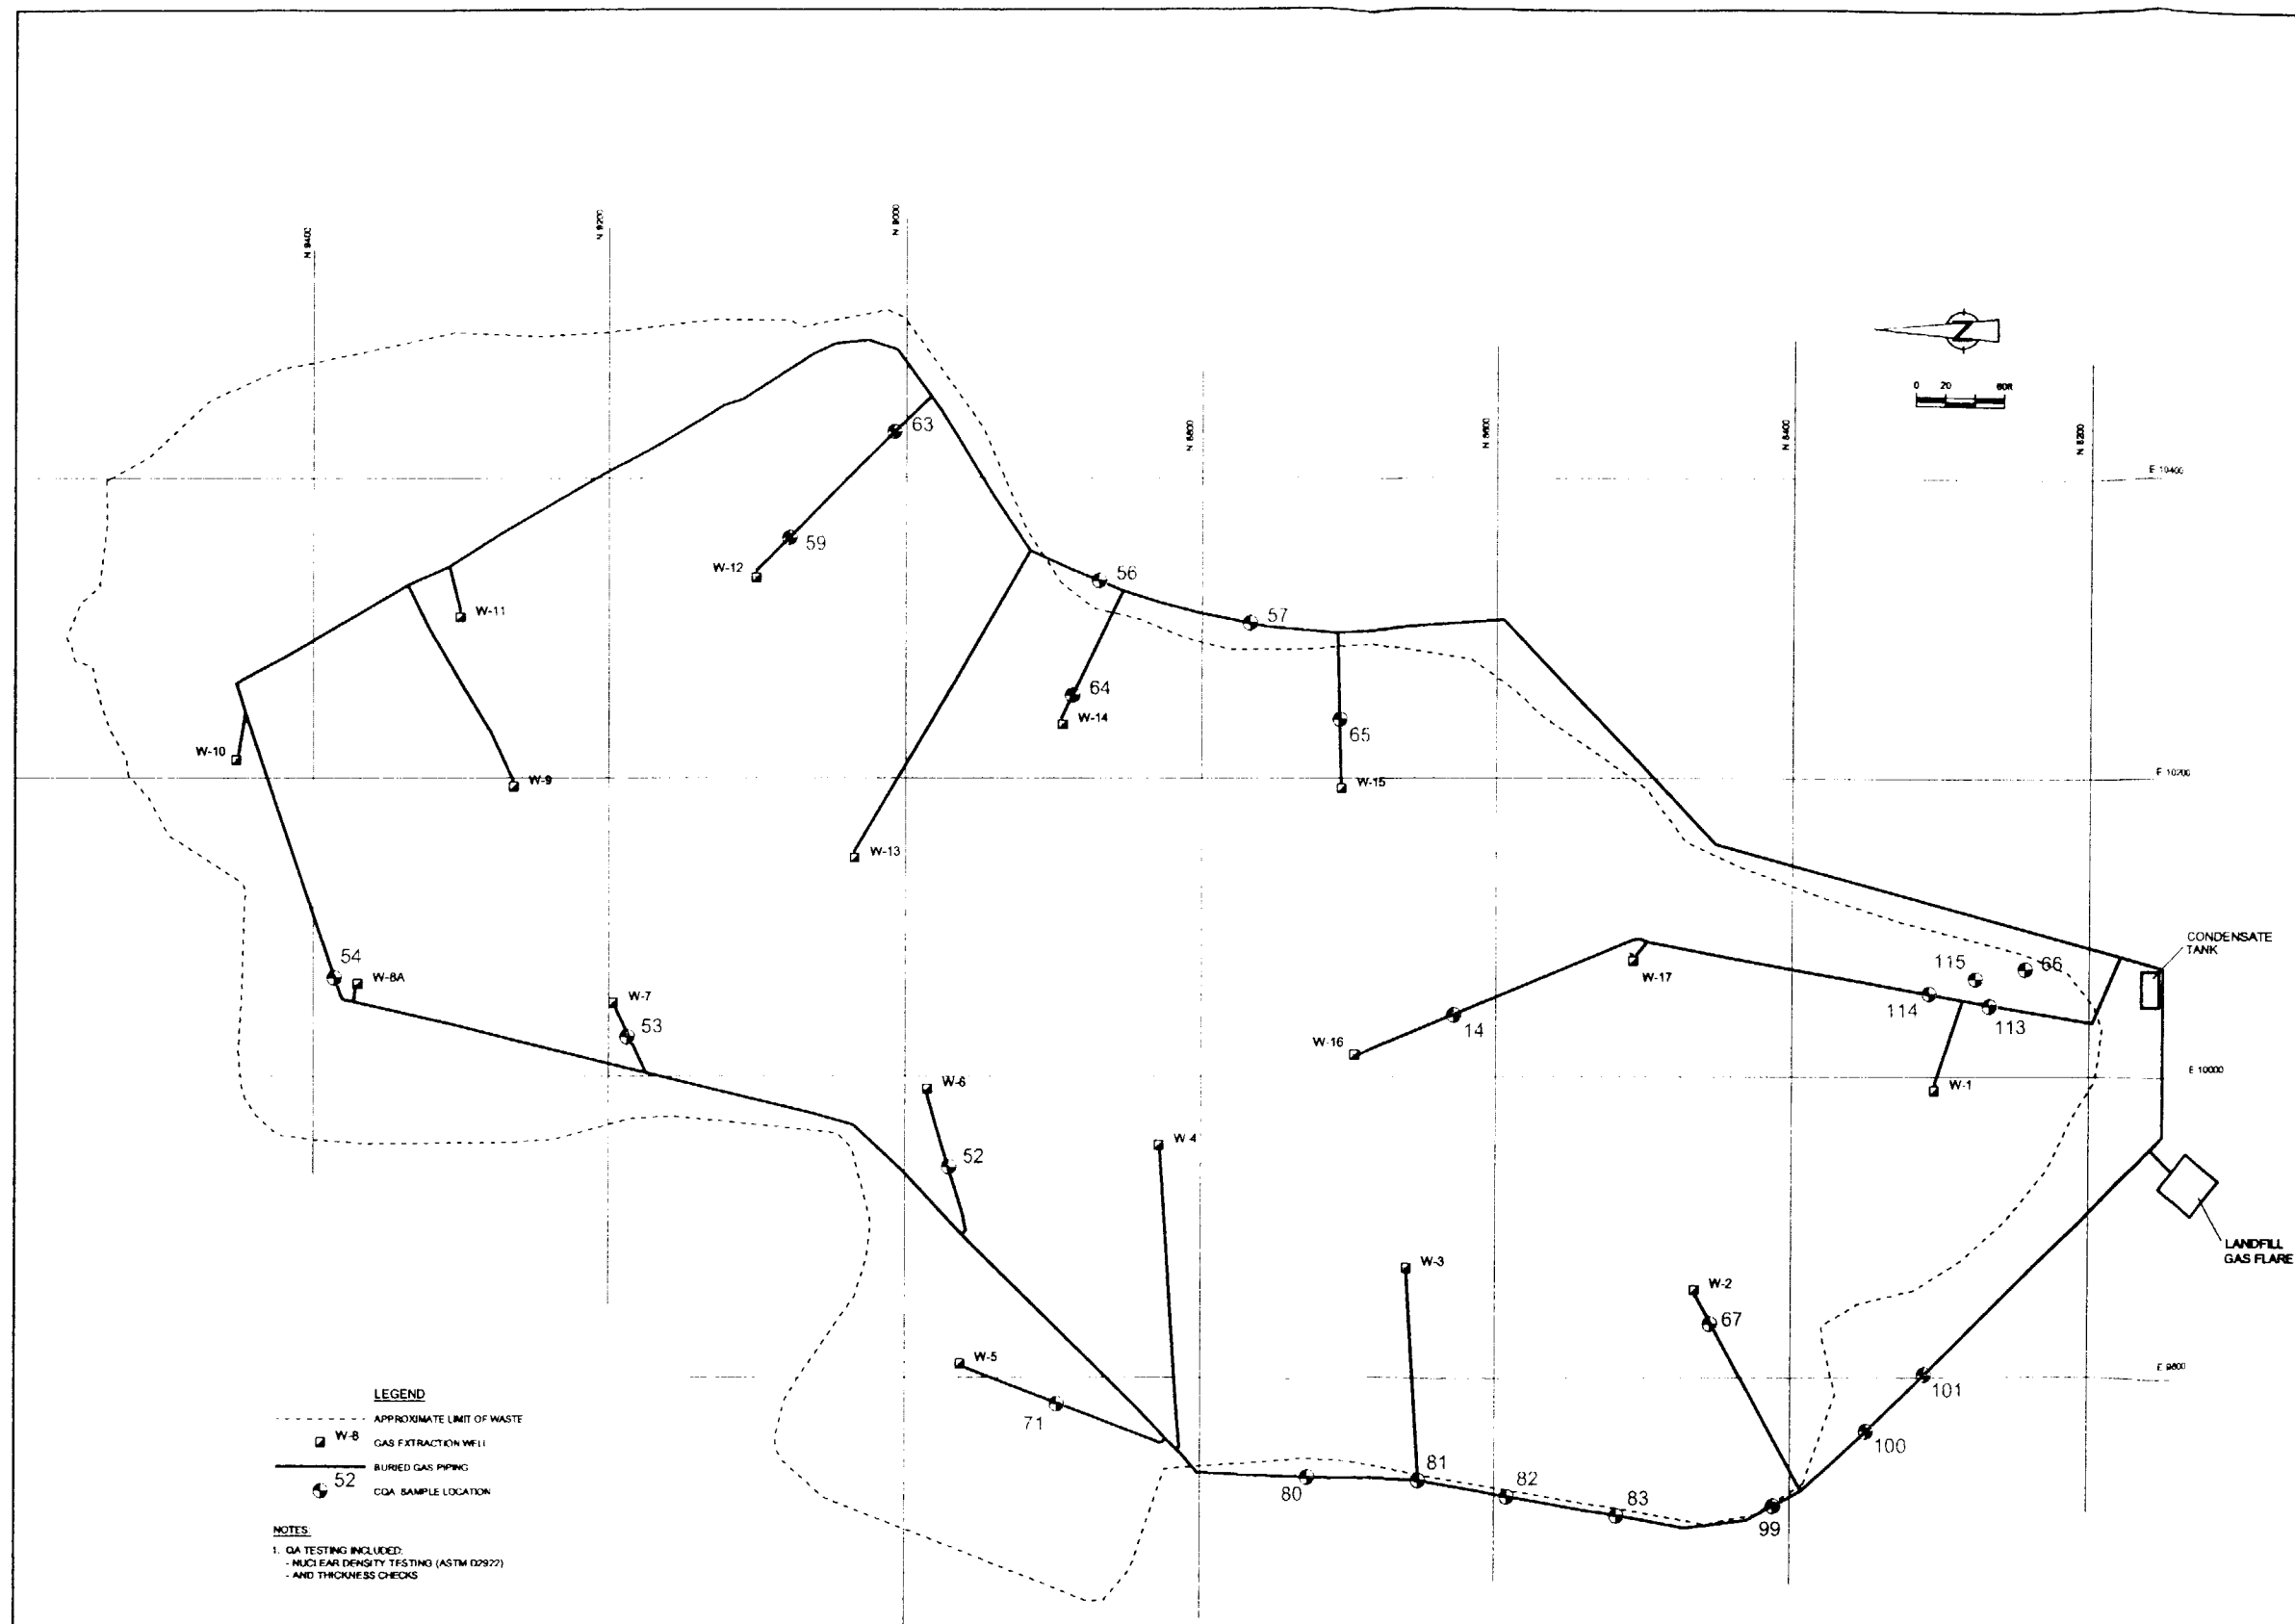 N 9400
N 9200
N 9000
N 8800
N 8600
N 8400
N 8200
Z
0 20 80ft
E 10400
E 10200
E 10000
E 9800
63
59
W-12
56
57
W-11
64
W-14
65
W-15
W-10
W-9
W-13
54
W-8A
W-7
53
W-6
52
W-4
W-17
14
W-16
115
66
114
113
W-1
CONDENSATE
TANK
LANDFILL
GAS FLARE
W-3
W-2
67
W-5
71
101
100
80
81
82
83
99
LEGEND
APPROXIMATE LIMIT OF WASTE
W-8 GAS EXTRACTION WELL
BURIED GAS PIPING
52 CQA SAMPLE LOCATION
NOTES:
1. QA TESTING INCLUDED:
- NUCLEAR DENSITY TESTING (ASTM D2922)
- AND THICKNESS CHECKS